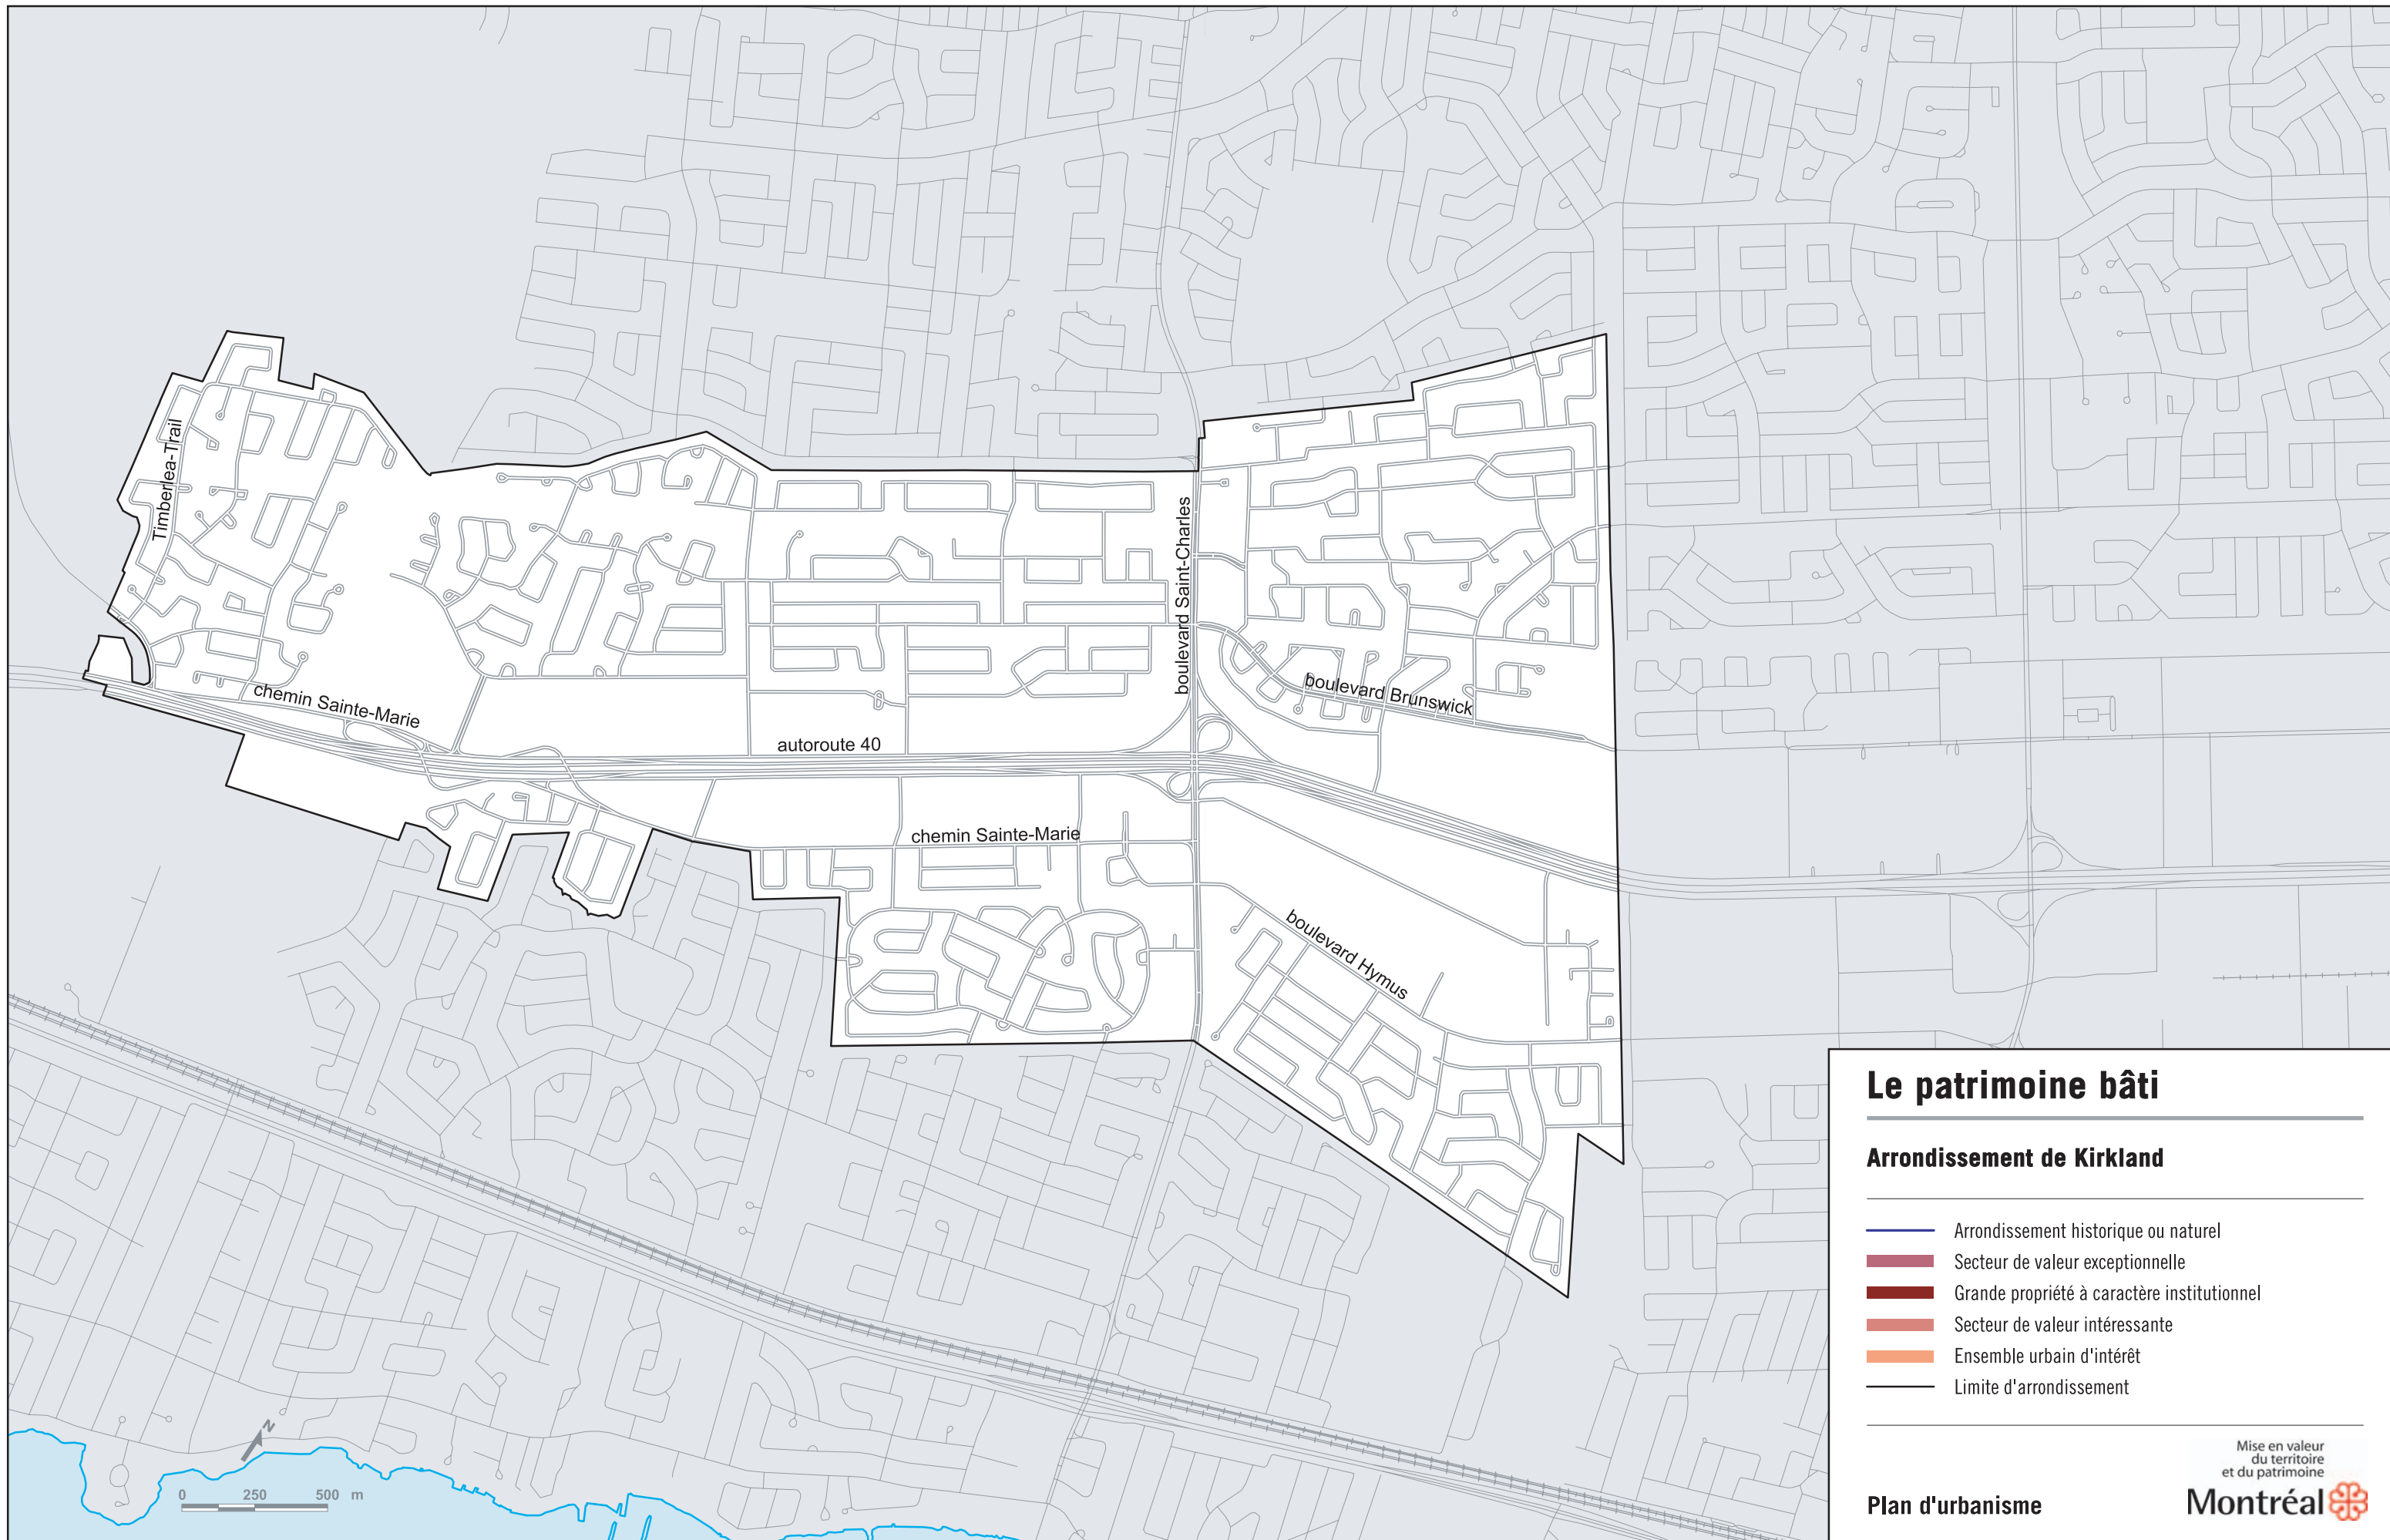 Timberlea-Trail
boulevard Saint-Charles
chemin Sainte-Marie
boulevard Brunswick
autoroute 40
chemin Sainte-Marie
boulevard Hymus
N
0 250 500 m
Le patrimoine bâti
Arrondissement de Kirkland
Arrondissement historique ou naturel
Secteur de valeur exceptionnelle
Grande propriété à caractère institutionnel
Secteur de valeur intéressante
Ensemble urbain d'intérêt
Limite d'arrondissement
Mise en valeur
du territoire
et du patrimoine
Plan d'urbanisme
Montréal